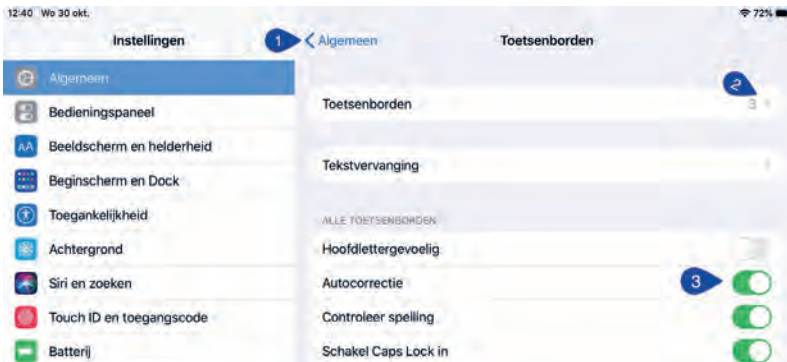 12:40 Wo 30 okt.
72%
Instellingen
1
Algemeen
Toetsenborden
Algemeen
Bedieningspaneel
AA
Beeldscherm en helderheid
Beginscherm en Dock
Toegankelijkheid
Achtergrond
Siri en zoeken
Touch ID en toegangscode
Batterij
2
Toetsenborden 3
Tekstvervanging
ALLE TOETSENBORDEN
Hoofdlettergevoelig
Autocorrectie
3
Controleer spelling
Schakel Caps Lock in